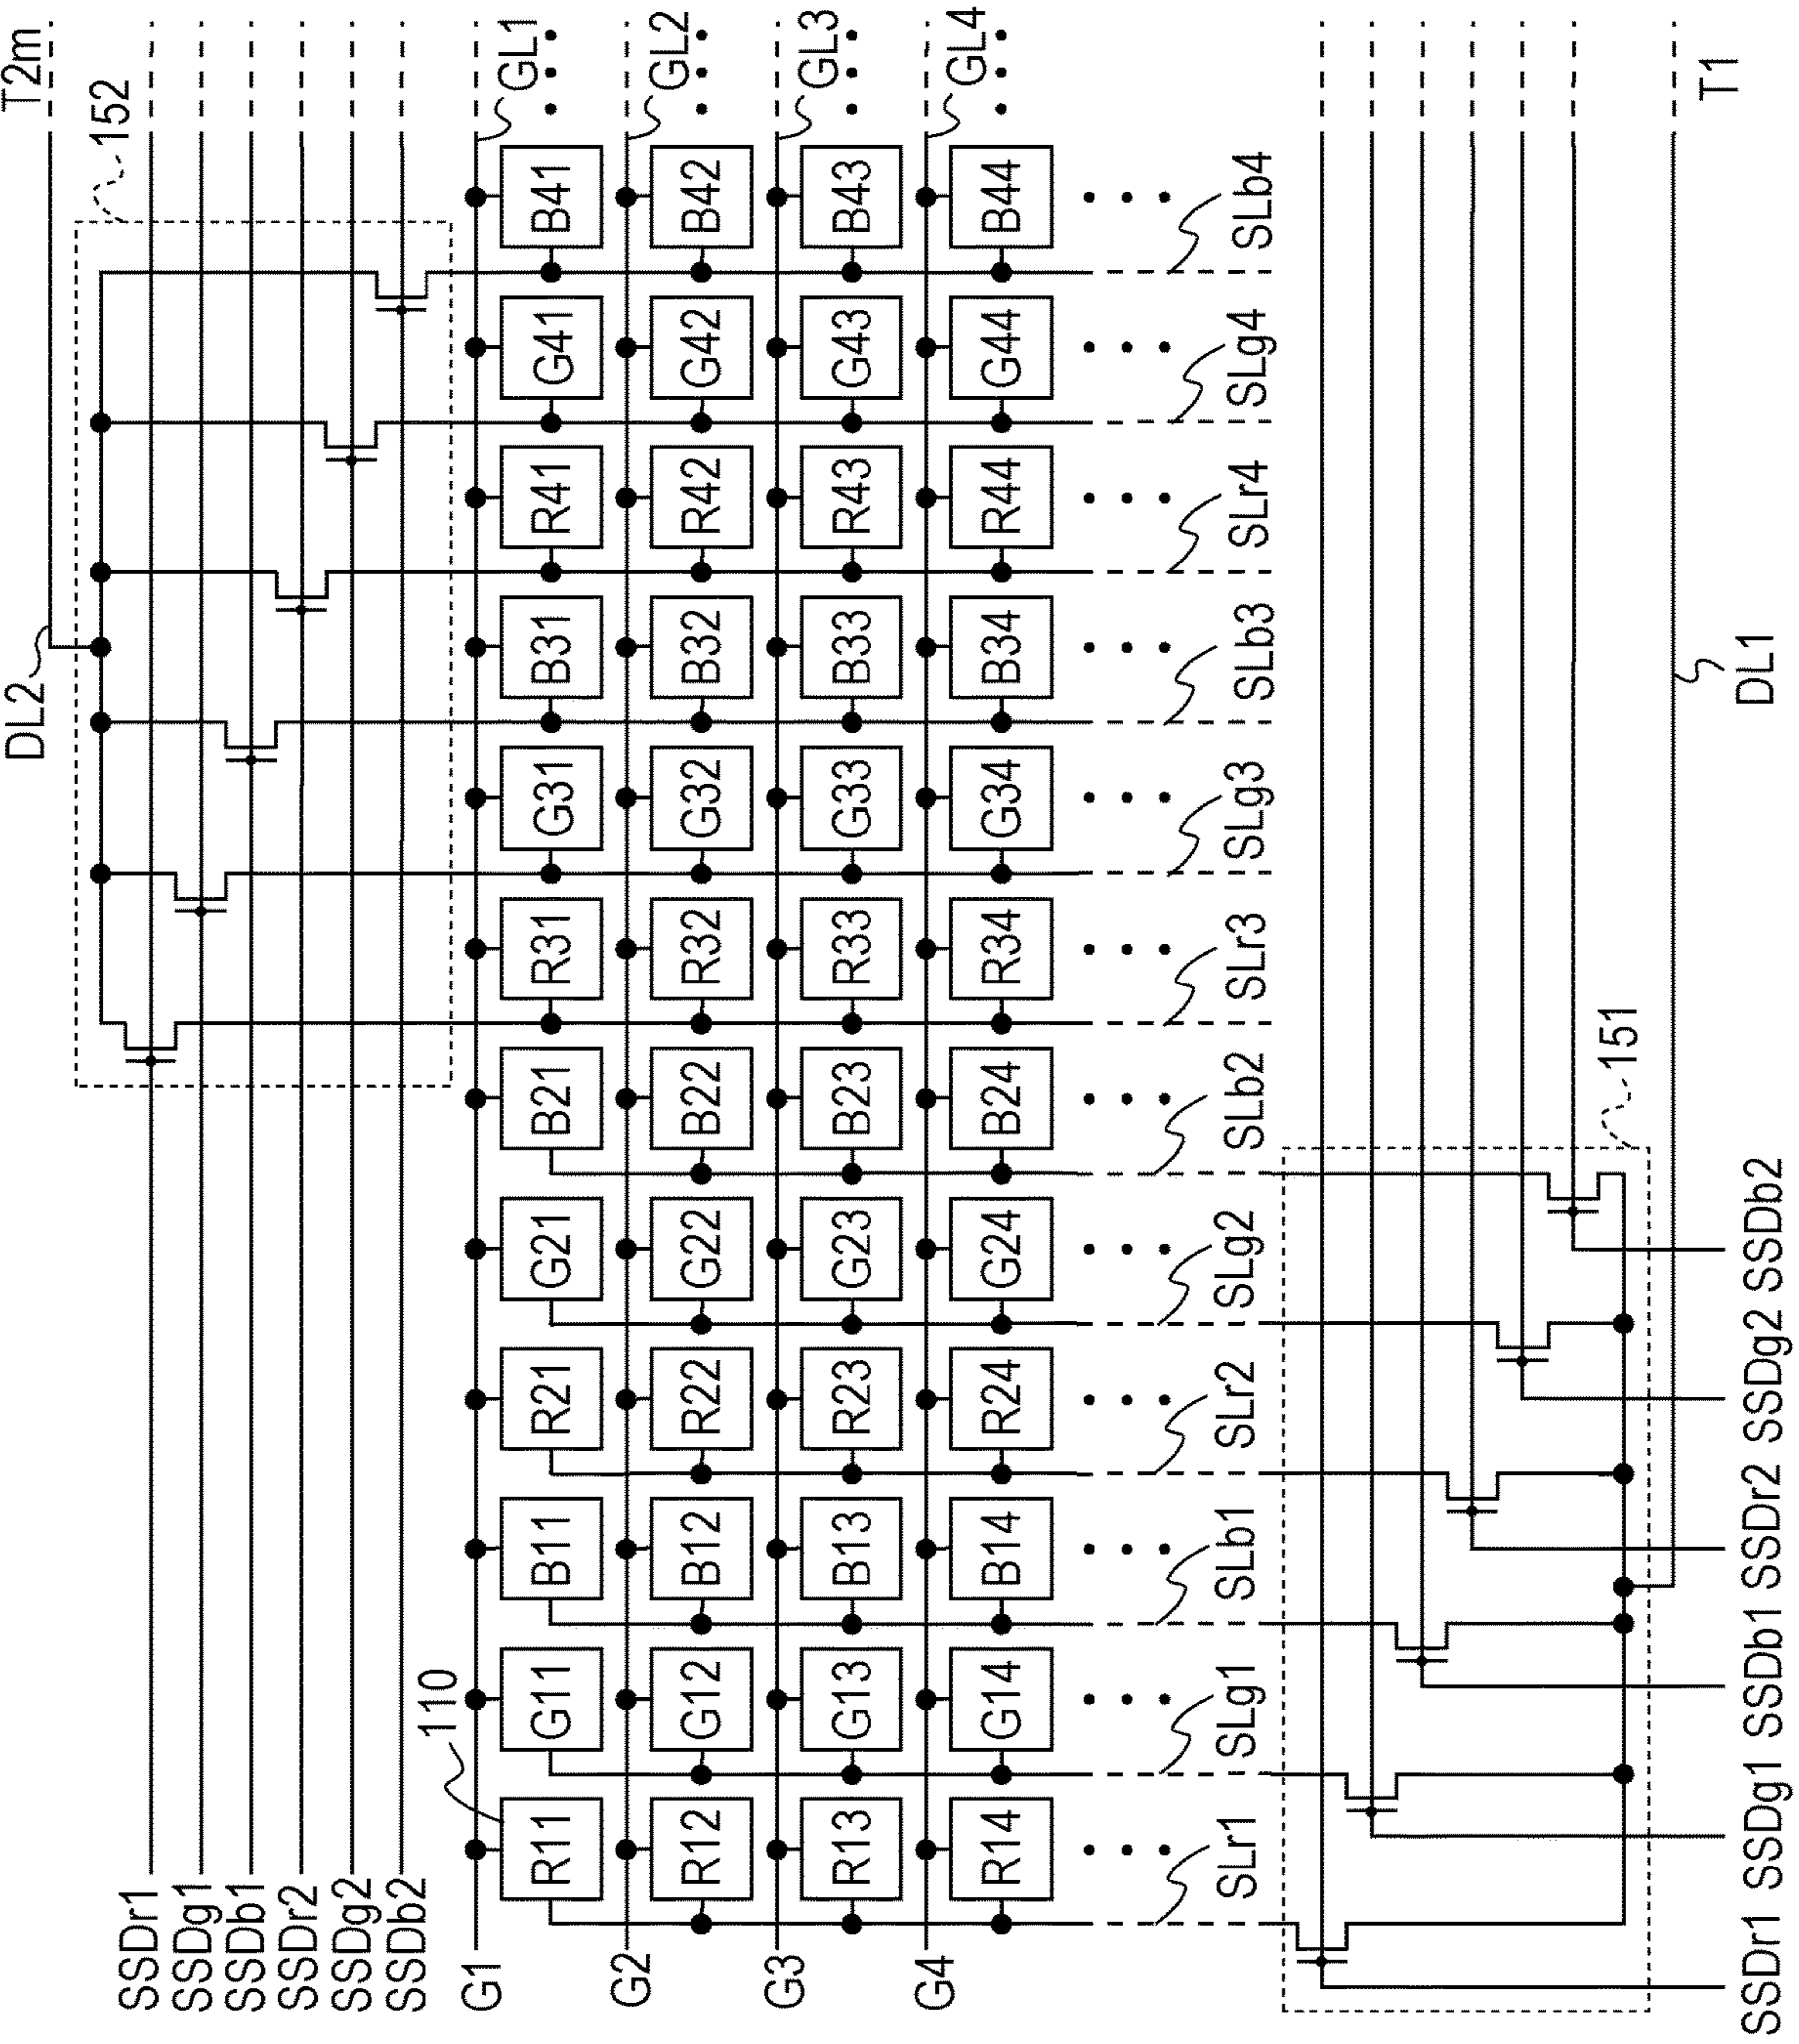 DL2 T2m
152
SSDr1
SSDg1
SSDb1
SSDr2
SSDg2
SSDb2
110
G1 GL1
R11 G11 B11 R21 G21 B21 R31 G31 B31 R41 G41 B41
G2 GL2
R12 G12 B12 R22 G22 B22 R32 G32 B32 R42 G42 B42
G3 GL3
R13 G13 B13 R23 G23 B23 R33 G33 B33 R43 G43 B43
G4 GL4
R14 G14 B14 R24 G24 B24 R34 G34 B34 R44 G44 B44
SLr1 SLg1 SLb1 SLr2 SLg2 SLb2 SLr3 SLg3 SLb3 SLr4 SLg4 SLb4
151
T1
DL1
SSDr1 SSDg1 SSDb1 SSDr2 SSDg2 SSDb2